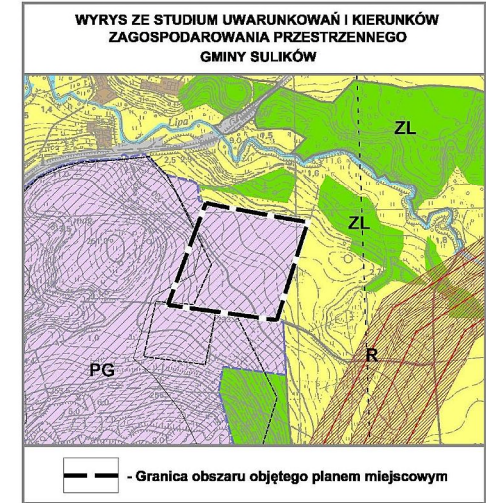 WYRYS ZE STUDIUM UWARUNKOWAŃ I KIERUNKÓW
ZAGOSPODAROWANIA PRZESTRZENNEGO
GMINY SULIKÓW
Lipa
ZL
ZL
R
PG
- Granica obszaru objętego planem miejscowym